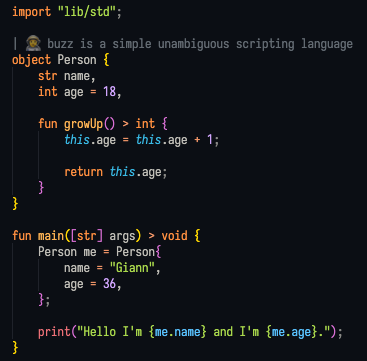 import "lib/std";
| 👨🏾‍🚀 buzz is a simple unambiguous scripting language
object Person {
    str name,
    int age = 18,
    fun growUp() > int {
        this.age = this.age + 1;
        return this.age;
    }
}
fun main([str] args) > void {
    Person me = Person{
        name = "Giann",
        age = 36,
    };
    print("Hello I'm {me.name} and I'm {me.age}.");
}